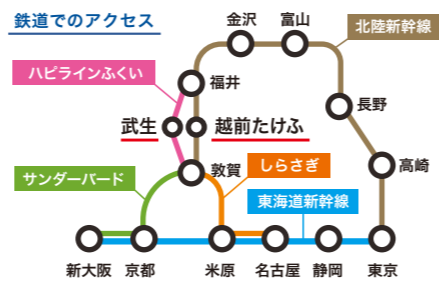 鉄道でのアクセス
金沢
富山
北陸新幹線
ハピラインふくい
福井
長野
武生
越前たけふ
敦賀
しらさぎ
高崎
サンダーバード
東海道新幹線
新大阪
京都
米原
名古屋
静岡
東京